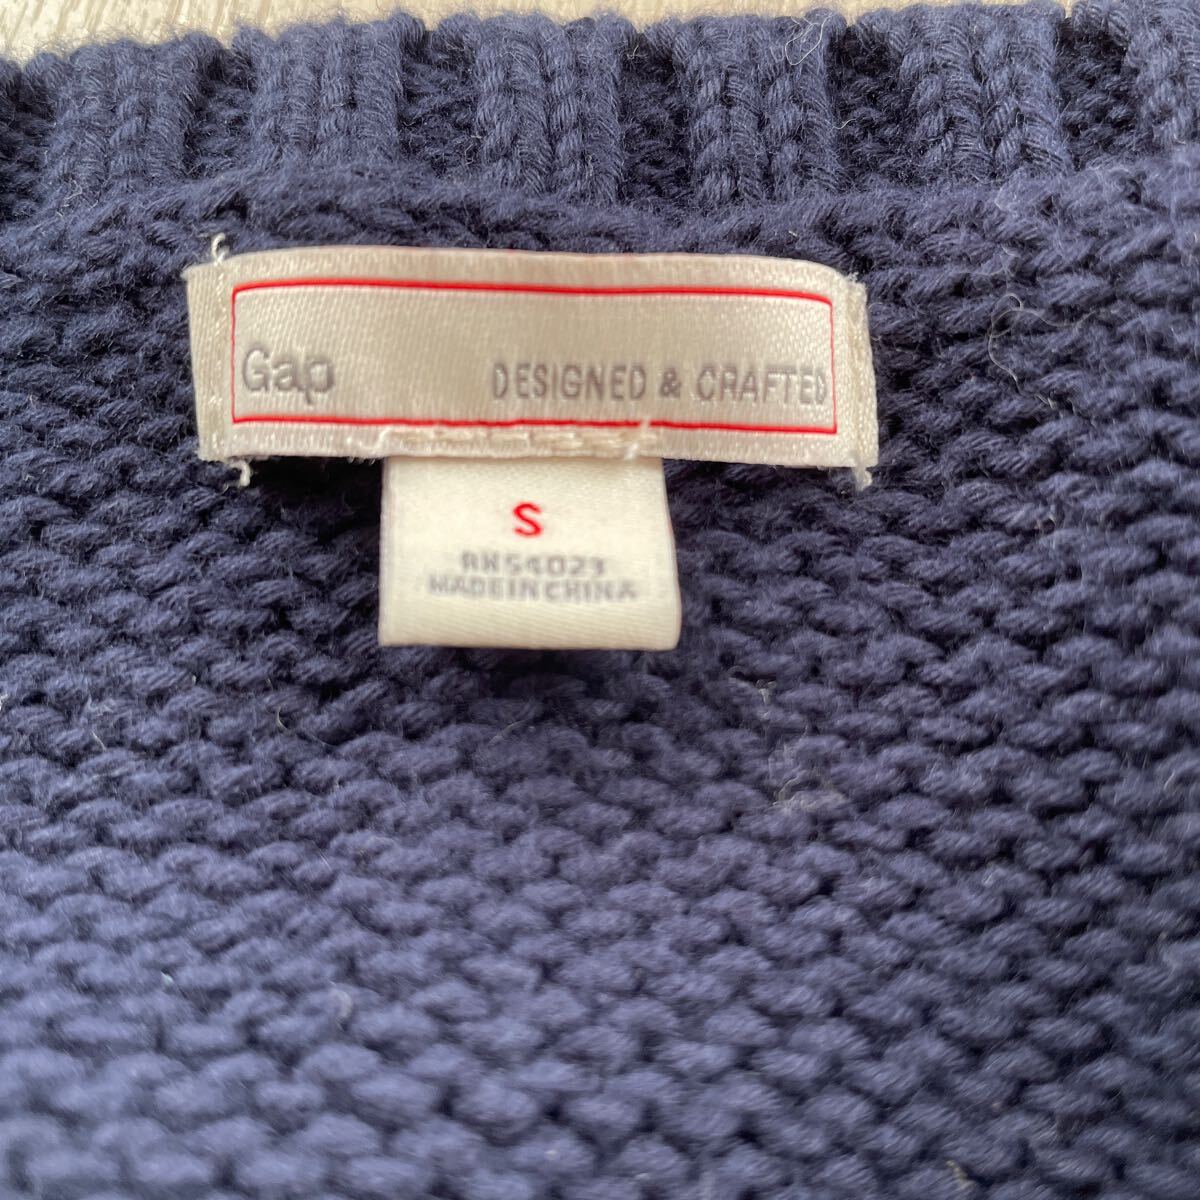 Gap DESIGNED & CRAFTED
S
RN54023
MADE IN CHINA